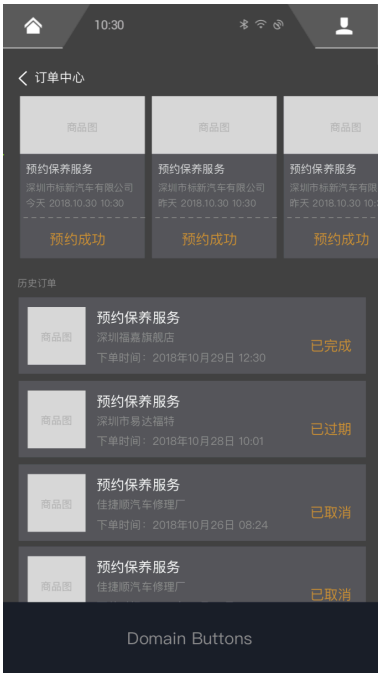 10:30
订单中心
商品图
商品图
商品图
预约保养服务
预约保养服务
预约保养服务
深圳市标新汽车有限公司
深圳市标新汽车有限公司
深圳市标新汽车有限
今天 2018.10.30 10:30
昨天 2018.10.30 10:30
昨天 2018.10.30 10:
预约成功
预约成功
预约成功
历史订单
商品图
预约保养服务
深圳福嘉旗舰店
下单时间：2018年10月29日 12:30
已完成
商品图
预约保养服务
深圳市易达福特
下单时间：2018年10月28日 10:01
已过期
商品图
预约保养服务
佳捷顺汽车修理厂
下单时间：2018年10月26日 08:24
已取消
商品图
预约保养服务
佳捷顺汽车修理厂
已取消
Domain Buttons